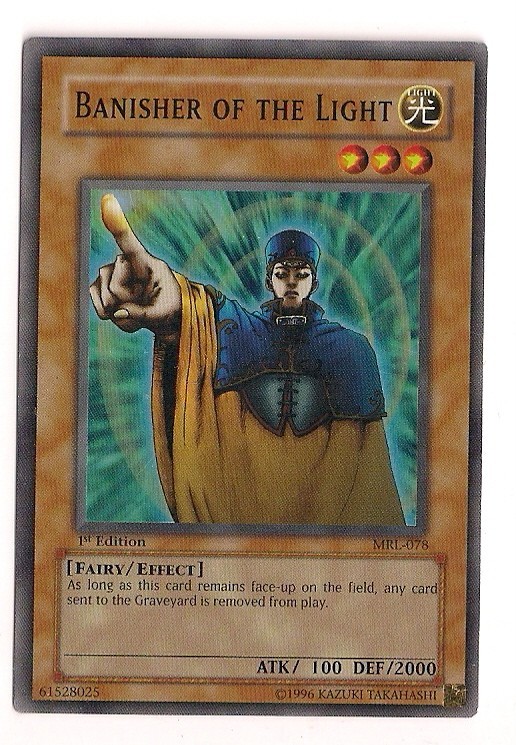 BANISHER OF THE LIGHT
LIGHT
光
1st Edition
MRL-078
[FAIRY/EFFECT]
As long as this card remains face-up on the field, any card
sent to the Graveyard is removed from play.
ATK/ 100 DEF/2000
61528025
©1996 KAZUKI TAKAHASHI